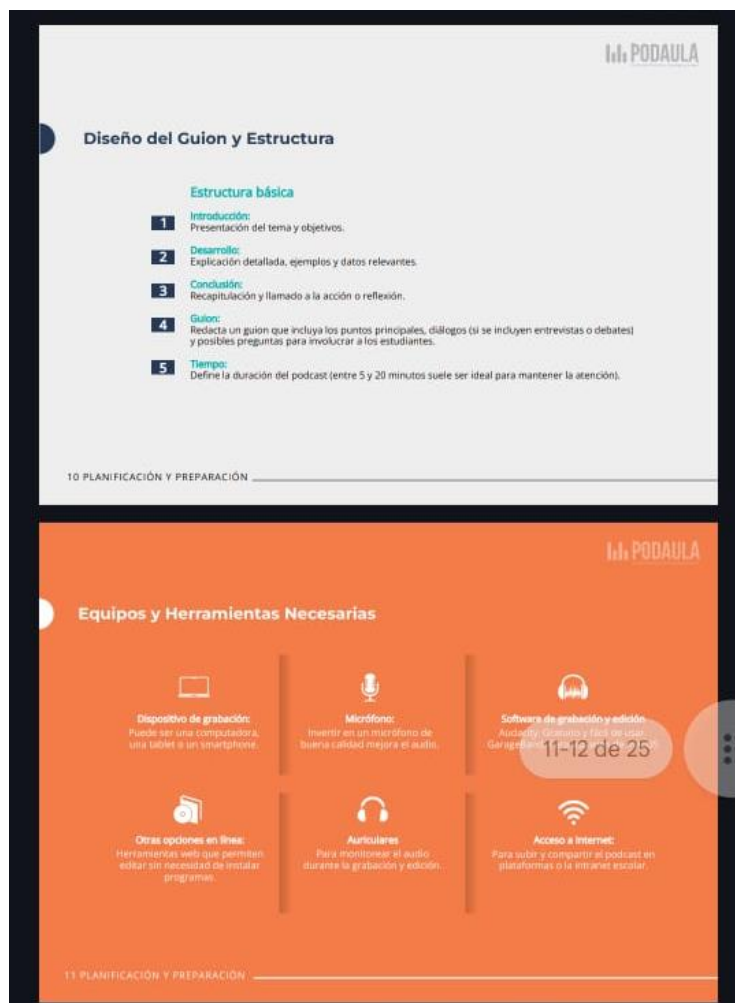 PODAULA
Diseño del Guion y Estructura
Estructura básica
1
Introducción:
Presentación del tema y objetivos.
2
Desarrollo:
Explicación detallada, ejemplos y datos relevantes.
3
Conclusión:
Recapitulación y llamado a la acción o reflexión.
4
Guion:
Redacta un guion que incluya los puntos principales, diálogos (si se incluyen entrevistas o debates)
y posibles preguntas para involucrar a los estudiantes.
5
Tiempo:
Define la duración del podcast (entre 5 y 20 minutos suele ser ideal para mantener la atención).
10 PLANIFICACIÓN Y PREPARACIÓN
PODAULA
Equipos y Herramientas Necesarias
Dispositivo de grabación:
Puede ser una computadora,
una tablet o un smartphone.
Micrófono:
Invertir en un micrófono de
buena calidad mejora el audio.
Software de grabación y edición
Audacity: Gratuito y fácil de usar.
GarageBand
11-12 de 25
Otras opciones en línea:
Herramientas web que permiten
editar sin necesidad de instalar
programas.
Auriculares
Para monitorear el audio
durante la grabación y edición.
Acceso a Internet:
Para subir y compartir el podcast en
plataformas o la intranet escolar.
11 PLANIFICACIÓN Y PREPARACIÓN